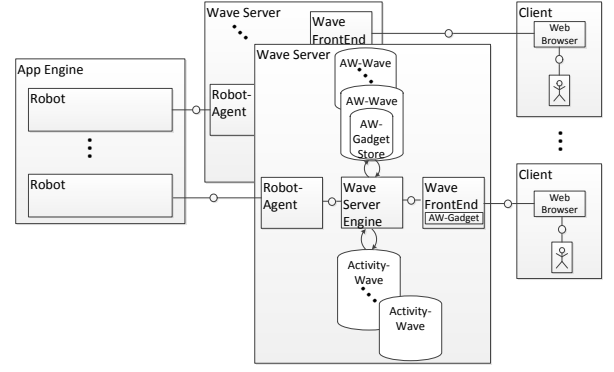 App Engine
Robot
Robot
Wave Server
Robot-
Agent
Wave
FrontEnd
Wave Server
AW-Wave
AW-Wave
AW-
Gadget
Store
Robot-
Agent
Wave
Server
Engine
Wave
FrontEnd
AW-Gadget
Activity-
Wave
Activity-
Wave
Client
Web
Browser
Client
Web
Browser